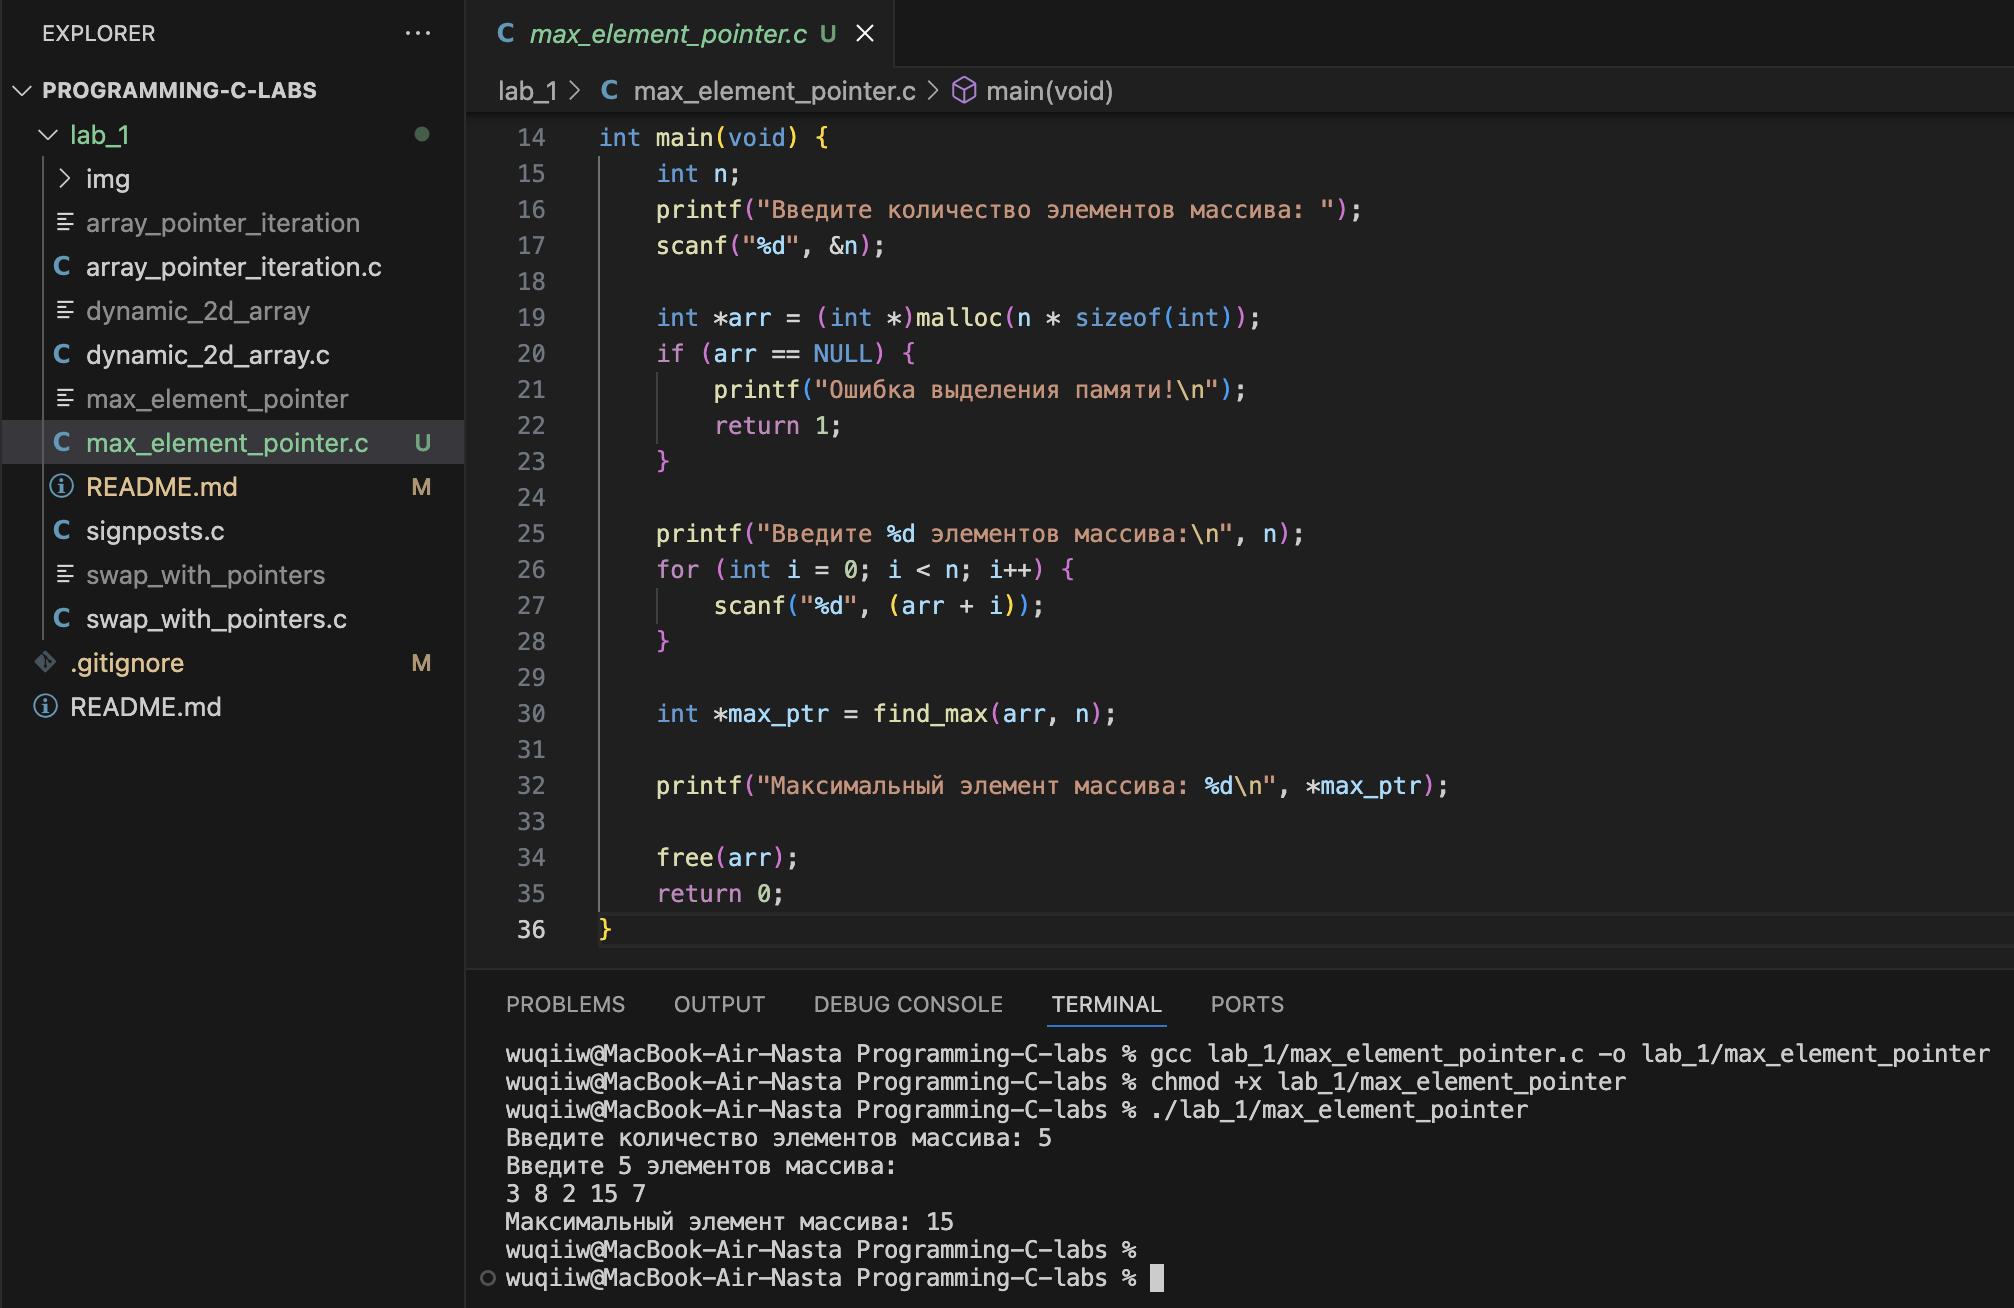 EXPLORER ...
PROGRAMMING-C-LABS
lab_1
img
array_pointer_iteration
C array_pointer_iteration.c
dynamic_2d_array
C dynamic_2d_array.c
max_element_pointer
C max_element_pointer.c U
README.md M
C signposts.c
swap_with_pointers
C swap_with_pointers.c
.gitignore M
README.md
C max_element_pointer.c U
lab_1 > C max_element_pointer.c > main(void)
14 int main(void) {
15     int n;
16     printf("Введите количество элементов массива: ");
17     scanf("%d", &n);
18
19     int *arr = (int *)malloc(n * sizeof(int));
20     if (arr == NULL) {
21         printf("Ошибка выделения памяти!\n");
22         return 1;
23     }
24
25     printf("Введите %d элементов массива:\n", n);
26     for (int i = 0; i < n; i++) {
27         scanf("%d", (arr + i));
28     }
29
30     int *max_ptr = find_max(arr, n);
31
32     printf("Максимальный элемент массива: %d\n", *max_ptr);
33
34     free(arr);
35     return 0;
36 }
PROBLEMS OUTPUT DEBUG CONSOLE TERMINAL PORTS
wuqiiw@MacBook-Air-Nasta Programming-C-labs % gcc lab_1/max_element_pointer.c -o lab_1/max_element_pointer
wuqiiw@MacBook-Air-Nasta Programming-C-labs % chmod +x lab_1/max_element_pointer
wuqiiw@MacBook-Air-Nasta Programming-C-labs % ./lab_1/max_element_pointer
Введите количество элементов массива: 5
Введите 5 элементов массива:
3 8 2 15 7
Максимальный элемент массива: 15
wuqiiw@MacBook-Air-Nasta Programming-C-labs %
wuqiiw@MacBook-Air-Nasta Programming-C-labs %